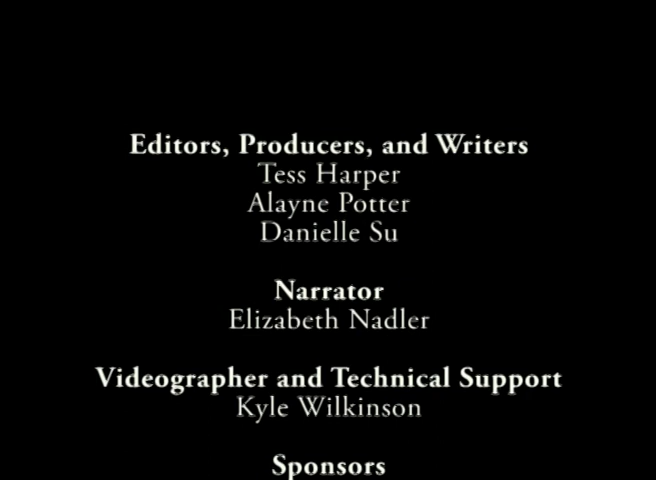 Editors, Producers, and Writers
Tess Harper
Alayne Potter
Danielle Su
Narrator
Elizabeth Nadler
Videographer and Technical Support
Kyle Wilkinson
Sponsors